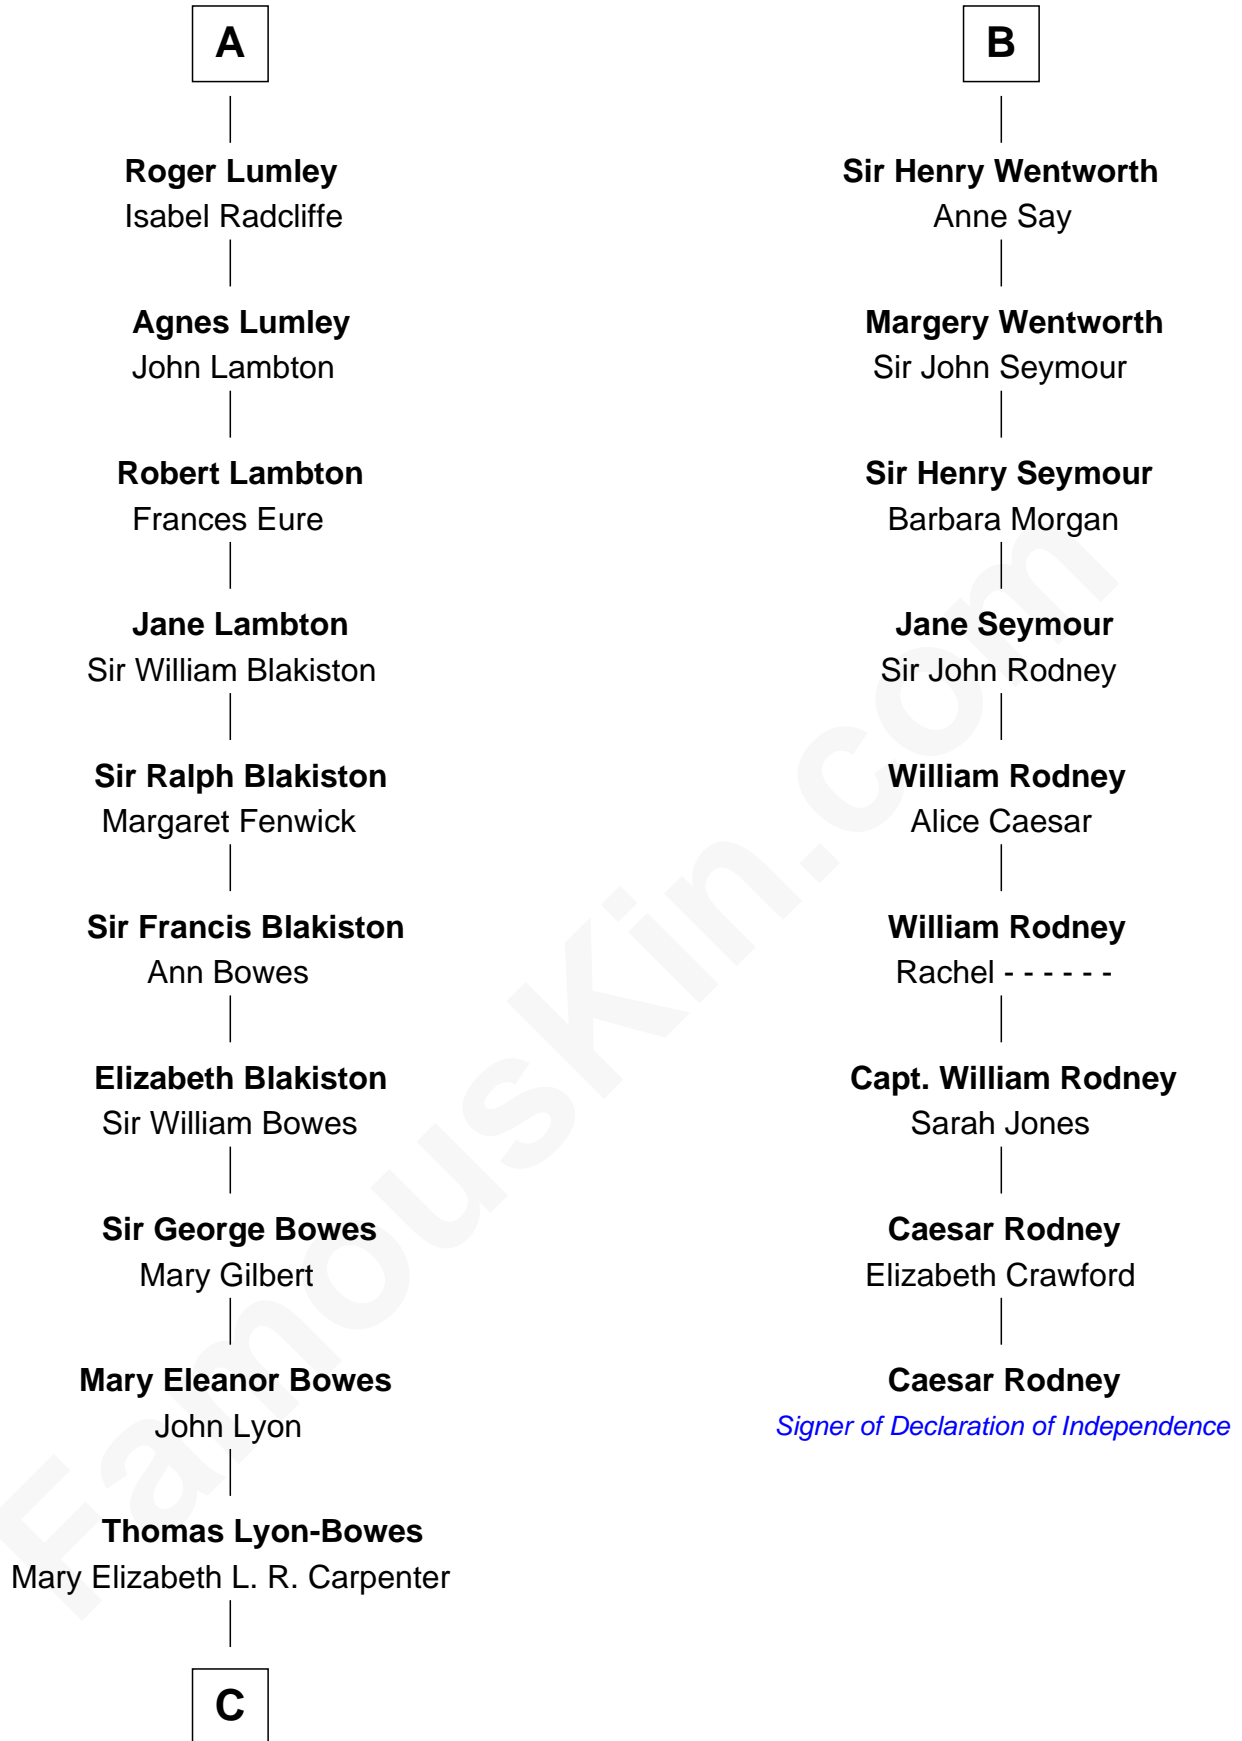 A
Roger Lumley
Isabel Radcliffe
Agnes Lumley
John Lambton
Robert Lambton
Frances Eure
Jane Lambton
Sir William Blakiston
Sir Ralph Blakiston
Margaret Fenwick
Sir Francis Blakiston
Ann Bowes
Elizabeth Blakiston
Sir William Bowes
Sir George Bowes
Mary Gilbert
Mary Eleanor Bowes
John Lyon
Thomas Lyon-Bowes
Mary Elizabeth L. R. Carpenter
C
B
Sir Henry Wentworth
Anne Say
Margery Wentworth
Sir John Seymour
Sir Henry Seymour
Barbara Morgan
Jane Seymour
Sir John Rodney
William Rodney
Alice Caesar
William Rodney
Rachel - - - - - -
Capt. William Rodney
Sarah Jones
Caesar Rodney
Elizabeth Crawford
Caesar Rodney
Signer of Declaration of Independence
FamousKin.com